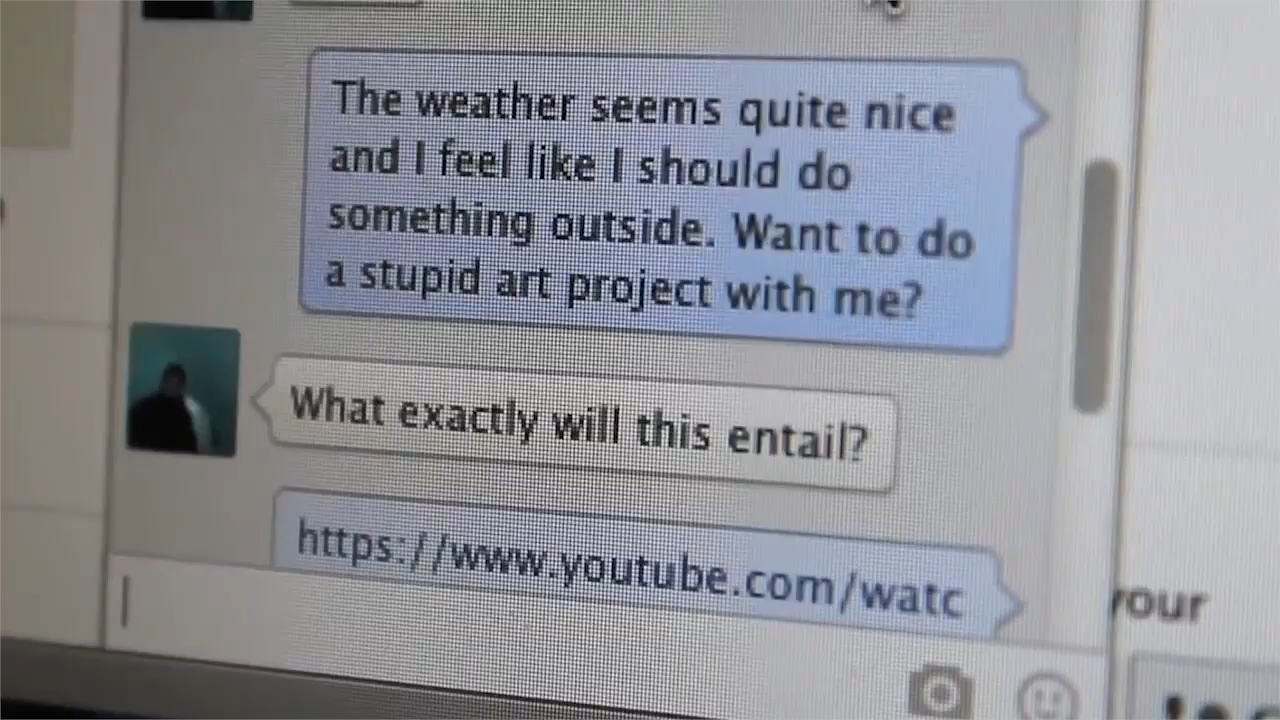 The weather seems quite nice
and I feel like I should do
something outside. Want to do
a stupid art project with me?
What exactly will this entail?
https://www.youtube.com/watc
your